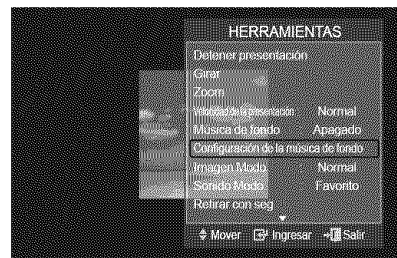 HERRAMIENTAS
Detener presentación
Girar
Zoom
Velocidad de la presentación Normal
Música de fondo Apagado
Configuración de la música de fondo
Imagen Modo Normal
Sonido Modo Favorito
Retirar con seg
Mover Ingresar Salir